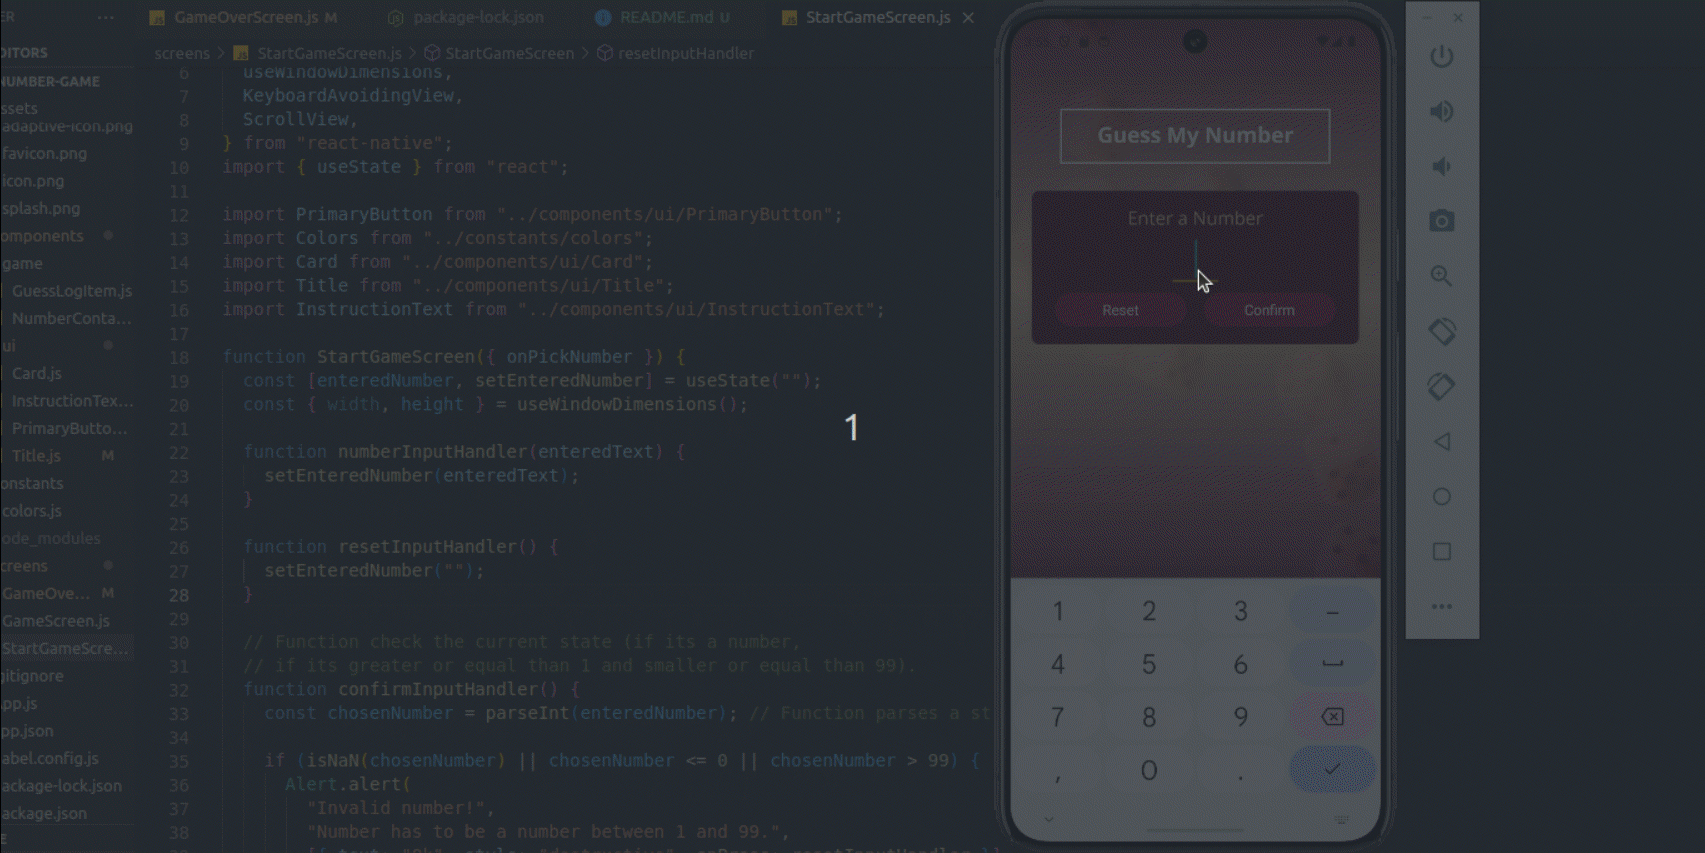 ER ...
GameOverScreen.js M
package-lock.json
README.md U
StartGameScreen.js
screens > StartGameScreen.js > StartGameScreen > resetInputHandler
DITORS
NUMBER-GAME
ssets
adaptive-icon.png
favicon.png
icon.png
splash.png
omponents
game
GuessLogItem.js
NumberConta...
ui
Card.js
InstructionTex...
PrimaryButto...
Title.js M
onstants
colors.js
ode_modules
creens
GameOve... M
GameScreen.js
StartGameScre...
gitignore
pp.js
pp.json
abel.config.js
ackage-lock.json
ackage.json
E
6 useWindowDimensions,
7 KeyboardAvoidingView,
8 ScrollView,
9 } from "react-native";
10 import { useState } from "react";
11
12 import PrimaryButton from "../components/ui/PrimaryButton";
13 import Colors from "../constants/colors";
14 import Card from "../components/ui/Card";
15 import Title from "../components/ui/Title";
16 import InstructionText from "../components/ui/InstructionText";
17
18 function StartGameScreen({ onPickNumber }) {
19 const [enteredNumber, setEnteredNumber] = useState("");
20 const { width, height } = useWindowDimensions();
21
22 function numberInputHandler(enteredText) {
23 setEnteredNumber(enteredText);
24 }
25
26 function resetInputHandler() {
27 setEnteredNumber("");
28 }
29
30 // Function check the current state (if its a number,
31 // if its greater or equal than 1 and smaller or equal than 99).
32 function confirmInputHandler() {
33 const chosenNumber = parseInt(enteredNumber); // Function parses a st
34
35 if (isNaN(chosenNumber) || chosenNumber <= 0 || chosenNumber > 99) {
36 Alert.alert(
37 "Invalid number!",
38 "Number has to be a number between 1 and 99.",
1
Guess My Number
Enter a Number
Reset Confirm
1 2 3 –
4 5 6
7 8 9
, 0 .